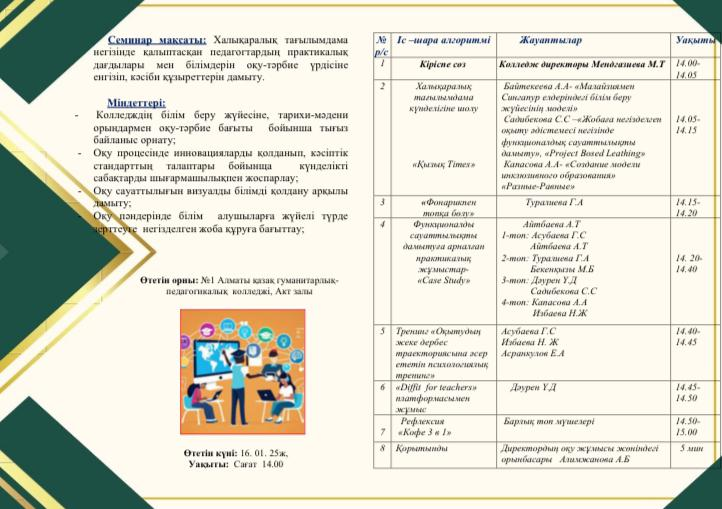 Семинар мақсаты: Халықаралық тағылымдама
негізінде қалыптасқан педагогтардың практикалық
дағдылары мен білімдерін оқу-тәрбие үрдісіне
енгізіп, кәсіби құзыреттерін дамыту.
Міндеттері:
- Колледждің білім беру жүйесіне, тарихи-мәдени
орындармен оқу-тәрбие бағыты бойынша тығыз
байланыс орнату;
- Оқу процесінде инновацияларды қолданып, кәсіптік
стандарттың талаптары бойынша күнделікті
сабақтарды шығармашылықпен жоспарлау;
- Оқу сауаттылығын визуалды білімді қолдану арқылы
дамыту;
- Оқу пәндерінде білім алушыларға жүйелі түрде
зерттеуге негізделген жоба құруға бағыттау;
Өтетін орны: №1 Алматы қазақ гуманитарлық-
педагогикалық колледжі, Акт залы
Өтетін күні: 16. 01. 25ж,
Уақыты: Сағат 14.00
№ р/с Іс –шара алгоритмі Жауаптылар Уақыты
1 Кіріспе сөз Колледж директоры Мендгазиева М.Т 14.00-
14.05
2 Халықаралық
тағылымдама
күнделігіне шолу
«Қызық Times»
Байтекеева А.А- «Малайзиямен
Сингапур елдеріндегі білім беру
жүйесінің моделі»
Садибекова С.С –«Жобаға негізделген
оқыту әдістемесі негізінде
функционалдық сауаттылықты
дамыту», «Project Bosed Leathing»
Капасова А.А- «Создание модели
инклюзивного образования»
«Разные-Равные»
14.05-
14.15
3 «Фонарикпен
топқа бөлу»
Туралиева Г.А 14.15-
14.20
4 Функционалды
сауаттылықты
дамытуға арналған
практикалық
жұмыстар-
«Case Study»
Айтбаева А.Т
1-топ: Асубаева Г.С
Айтбаева А.Т
2-топ: Туралиева Г.А
Бекенқызы М.Б
3-топ: Дәурен Ү.Д
Садибекова С.С
4-топ: Капасова А.А
Избаева Н.Ж
14. 20-
14.40
5 Тренинг «Оқытудың
жеке дербес
траекториясына әсер
ететін психологиялық
тренинг»
Асубаева Г.С
Избаева Н. Ж
Асранкулов Е.А
14.40-
14.45
6 «Diffit for teachers»
платформасымен
жұмыс
Дәурен Ү.Д 14.45-
14.50
7 Рефлексия
«Кофе 3 в 1»
Барлық топ мүшелері 14.50-
15.00
8 Қорытынды Директордың оқу жұмысы жөніндегі
орынбасары Алимжанова А.Б
5 мин